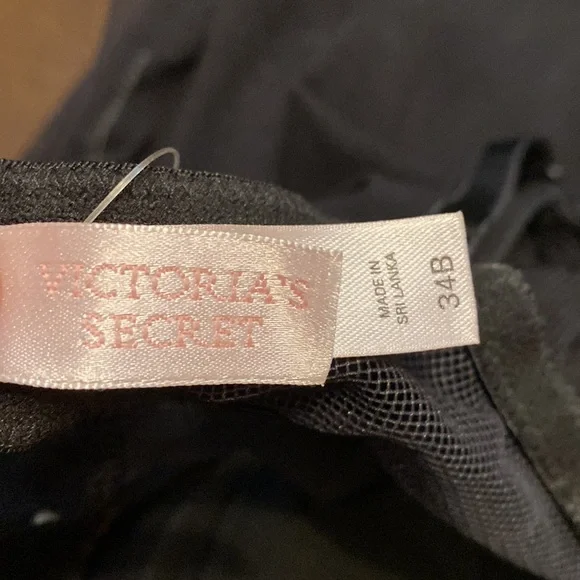 VICTORIA'S
SECRET
MADE IN
SRI LANKA
34B